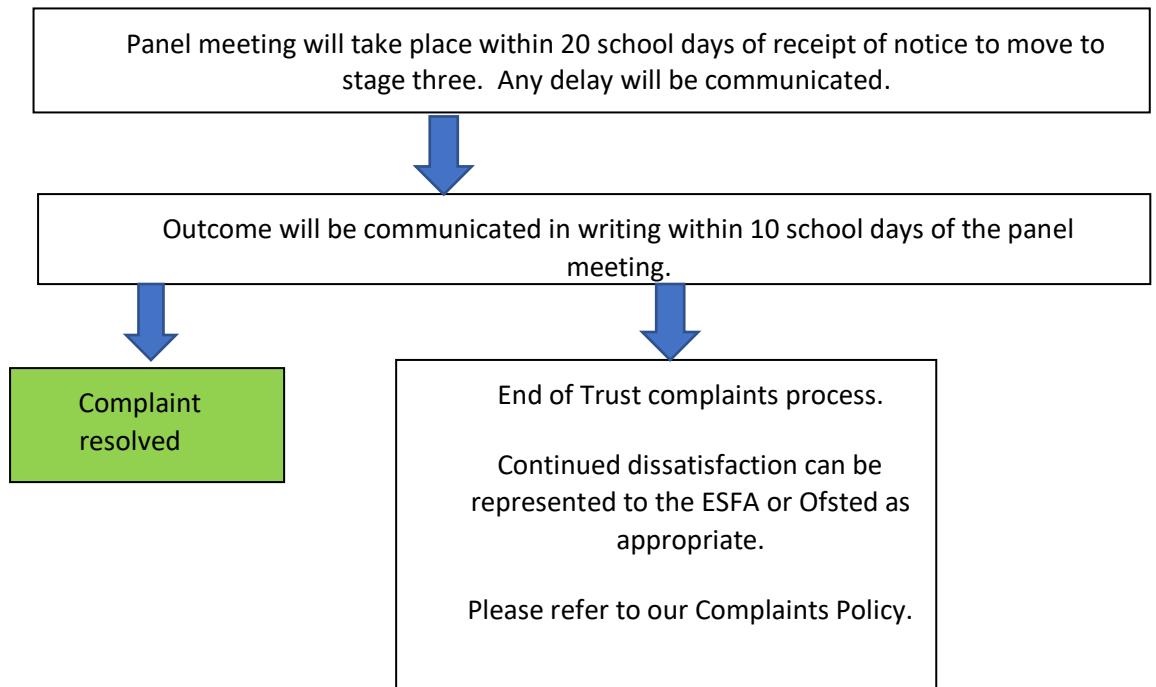 Panel meeting will take place within 20 school days of receipt of notice to move to
stage three.  Any delay will be communicated.
Outcome will be communicated in writing within 10 school days of the panel
meeting.
Complaint
resolved
End of Trust complaints process.
Continued dissatisfaction can be
represented to the ESFA or Ofsted as
appropriate.
Please refer to our Complaints Policy.